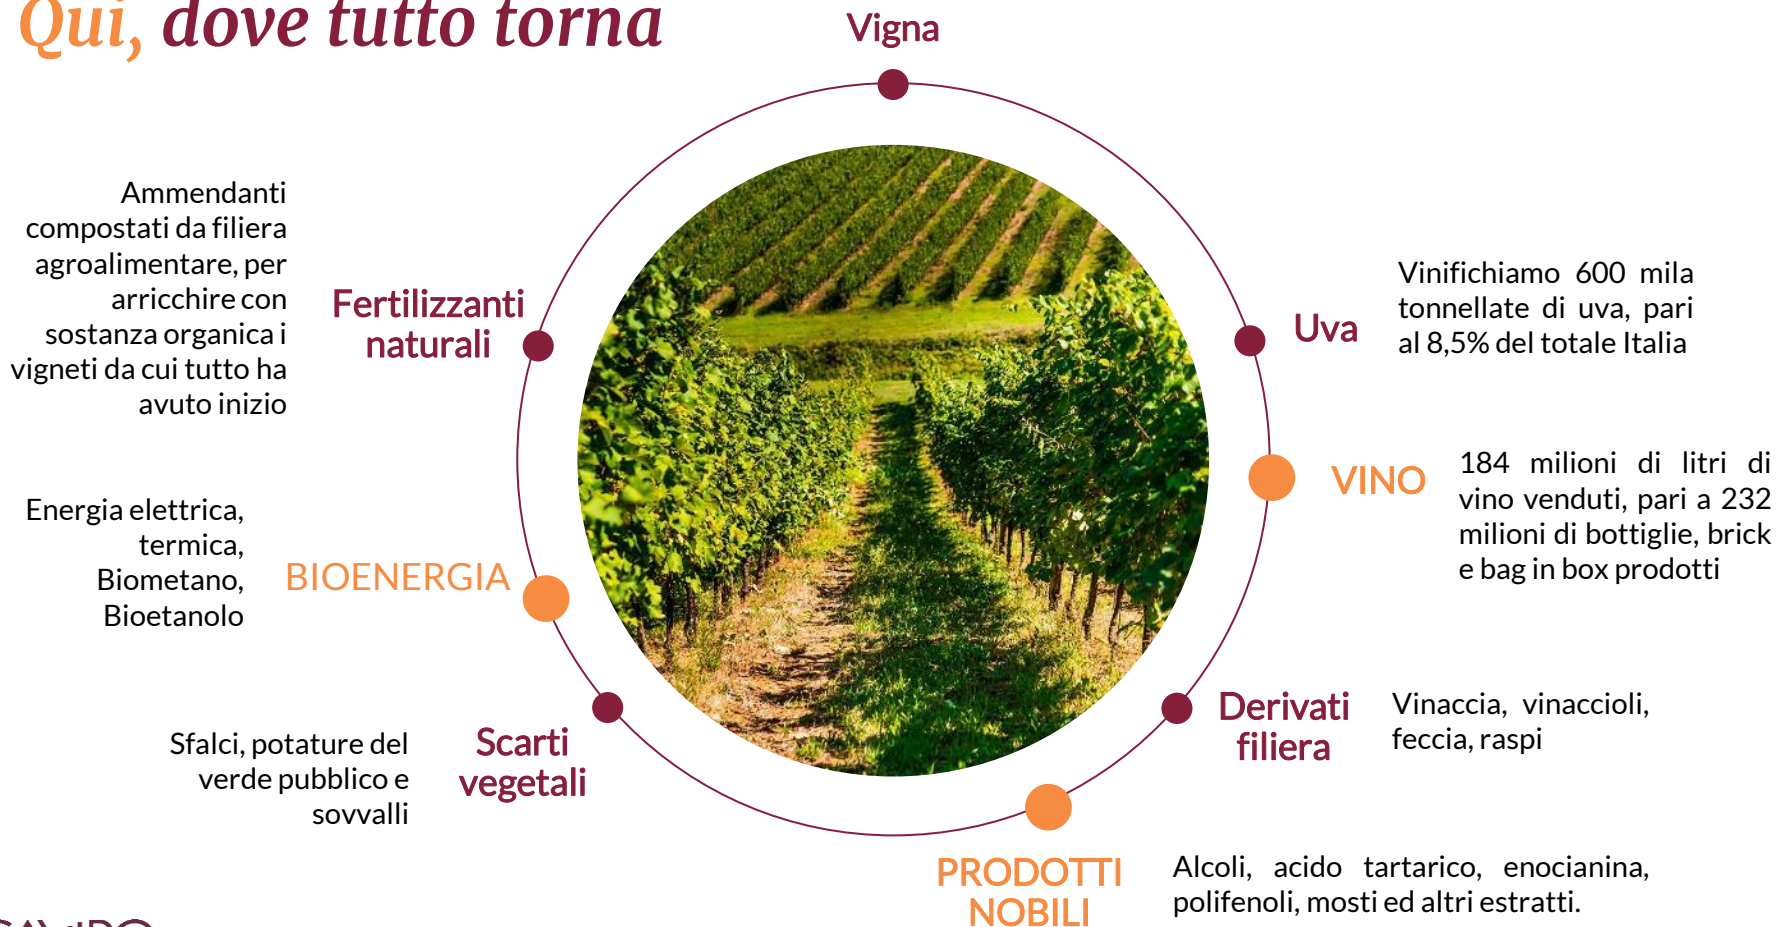 Qui, dove tutto torna
Vigna
Uva
Vinifichiamo 600 mila
tonnellate di uva, pari
al 8,5% del totale Italia
VINO
184 milioni di litri di
vino venduti, pari a 232
milioni di bottiglie, brick
e bag in box prodotti
Derivati
filiera
Vinaccia, vinaccioli,
feccia, raspi
PRODOTTI
NOBILI
Alcoli, acido tartarico, enocianina,
polifenoli, mosti ed altri estratti.
Scarti
vegetali
Sfalci, potature del
verde pubblico e
sovvalli
BIOENERGIA
Energia elettrica,
termica,
Biometano,
Bioetanolo
Fertilizzanti
naturali
Ammendanti
compostati da filiera
agroalimentare, per
arricchire con
sostanza organica i
vigneti da cui tutto ha
avuto inizio